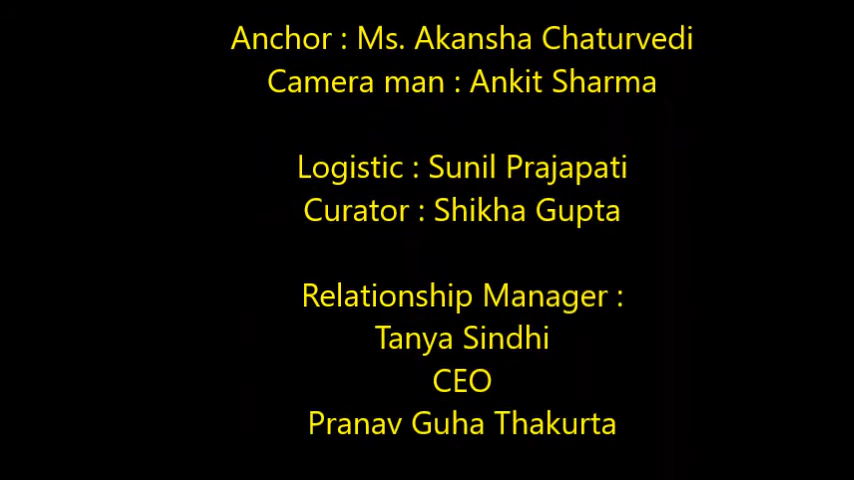 Anchor : Ms. Akansha Chaturvedi
Camera man : Ankit Sharma
Logistic : Sunil Prajapati
Curator : Shikha Gupta
Relationship Manager :
Tanya Sindhi
CEO
Pranav Guha Thakurta